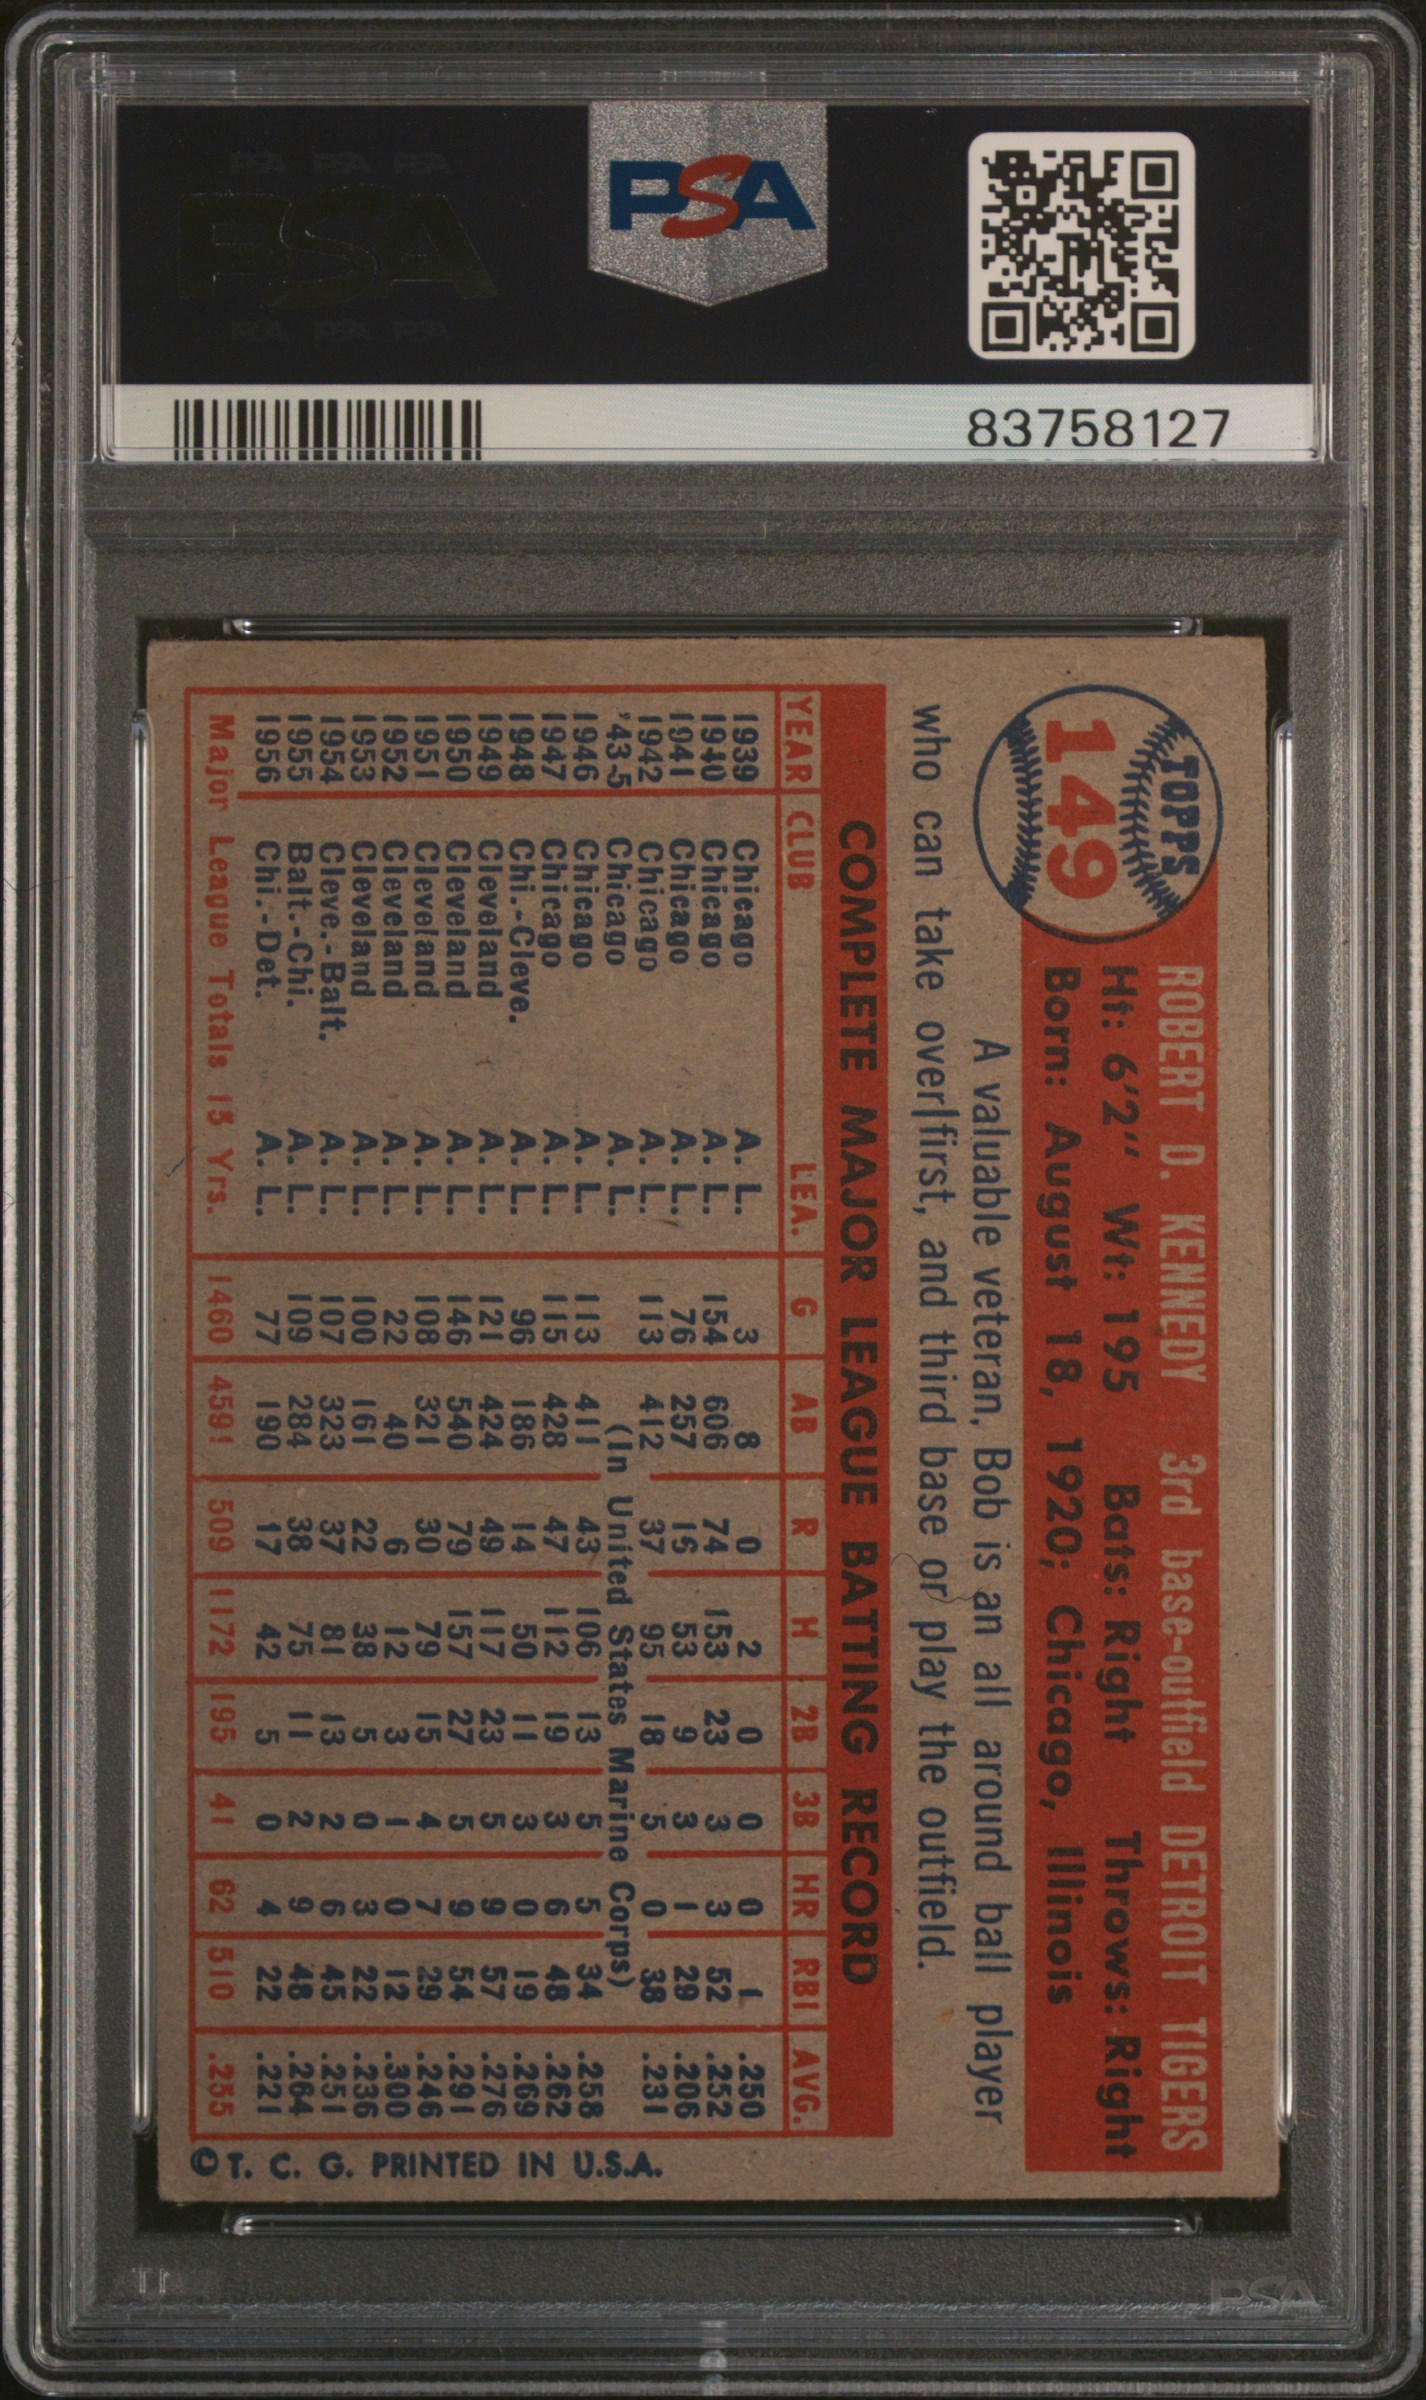 PSA PSA PSA
PSA
PSA PSA PSA
PSA
83758127
TOPPS
149
ROBERT D. KENNEDY 3rd base-outfield DETROIT TIGERS
Ht: 6'2" Wt: 195 Bats: Right Throws: Right
Born: August 18, 1920; Chicago, Illinois
A valuable veteran, Bob is an all around ball player
who can take over first, and third base or play the outfield.
COMPLETE MAJOR LEAGUE BATTING RECORD
YEAR CLUB LEA. G AB R H 2B 3B HR RBI AVG.
1939 Chicago A. L. 3 8 0 2 0 0 0 1 .250
1940 Chicago A. L. 154 606 74 153 23 3 3 52 .252
1941 Chicago A. L. 76 257 16 53 9 3 1 29 .206
1942 Chicago A. L. 113 412 37 95 18 5 0 38 .231
'43-5 Chicago A. L. (In United States Marine Corps)
1946 Chicago A. L. 113 411 43 106 13 5 5 34 .258
1947 Chicago A. L. 115 428 47 112 19 3 6 48 .262
1948 Chi.-Cleve. A. L. 96 186 14 50 11 3 0 19 .269
1949 Cleveland A. L. 121 424 49 117 23 5 9 57 .276
1950 Cleveland A. L. 146 540 79 157 27 5 9 54 .291
1951 Cleveland A. L. 108 321 30 79 15 4 7 29 .246
1952 Cleveland A. L. 22 40 6 12 3 1 0 12 .300
1953 Cleveland A. L. 100 161 22 38 5 0 3 22 .236
1954 Cleve.-Balt. A. L. 107 323 37 81 13 2 6 45 .251
1955 Balt.-Chi. A. L. 109 284 38 75 11 2 9 48 .264
1956 Chi.-Det. A. L. 77 190 17 42 5 0 4 22 .221
Major League Totals 15 Yrs. 1460 4591 509 1172 195 41 62 510 .255
© T. C. G. PRINTED IN U.S.A.
PSA